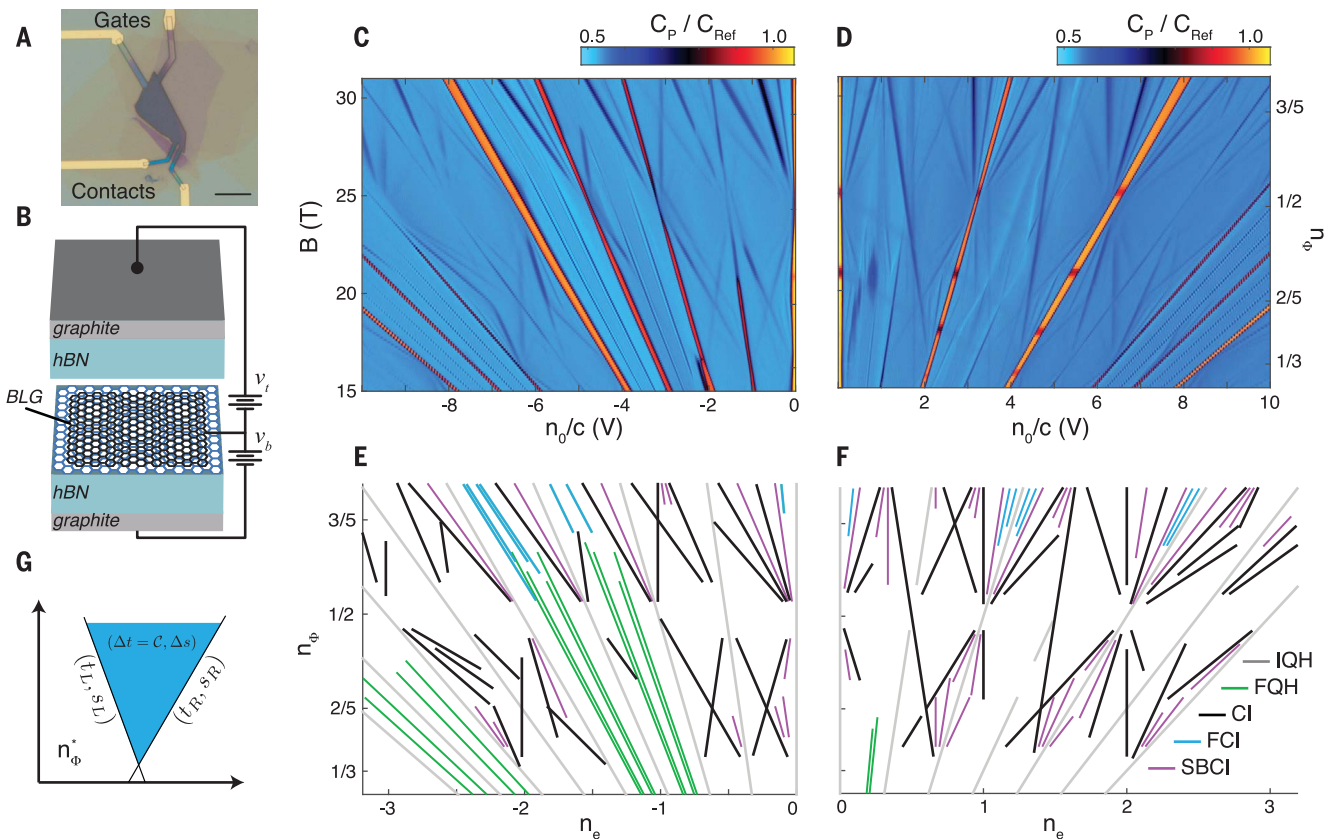 A
Gates
Contacts
B
graphite
hBN
BLG
v_t
v_b
hBN
graphite
C
C_P / C_Ref
0.5
1.0
B (T)
30
25
20
15
-8
-6
-4
-2
0
n_0/c (V)
D
C_P / C_Ref
0.5
1.0
3/5
1/2
2/5
1/3
n_Φ
2
4
6
8
10
n_0/c (V)
E
n_Φ
3/5
1/2
2/5
1/3
-3
-2
-1
0
n_e
F
IQH
FQH
CI
FCI
SBCI
0
1
2
3
n_e
G
(Δt = C, Δs)
(t_L, s_L)
(t_R, s_R)
n*_Φ